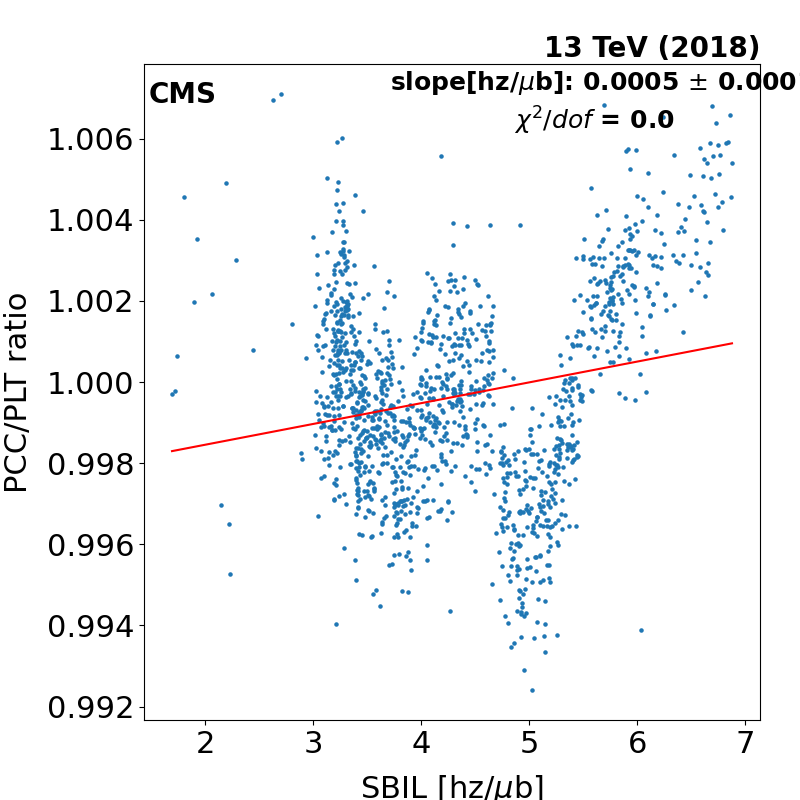 13 TeV (2018)
CMS
slope[hz/μb]: 0.0005 ± 0.000
χ²/dof = 0.0
1.006
1.004
1.002
1.000
0.998
0.996
0.994
0.992
PCC/PLT ratio
2 3 4 5 6 7
SBIL [hz/μb]